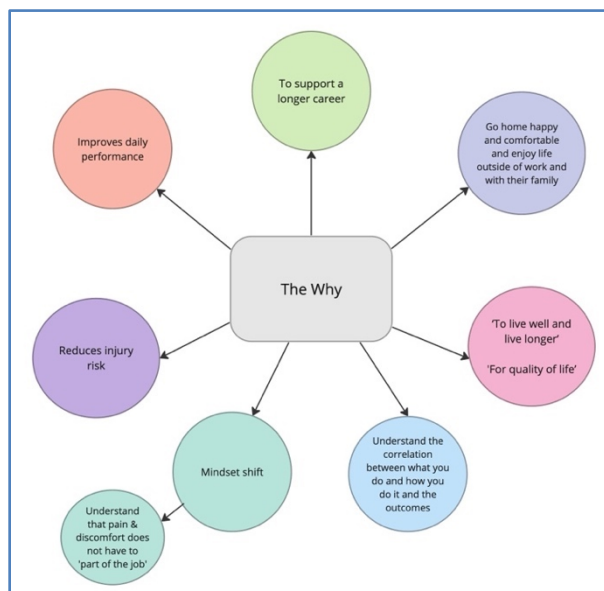 To support a
longer career
Improves daily
performance
Go home happy
and comfortable
and enjoy life
outside of work and
with their family
The Why
‘To live well and
live longer’
'For quality of life’
Reduces injury
risk
Mindset shift
Understand the
correlation
between what you
do and how you
do it and the
outcomes
Understand
that pain &
discomfort does
not have to
'part of the job'